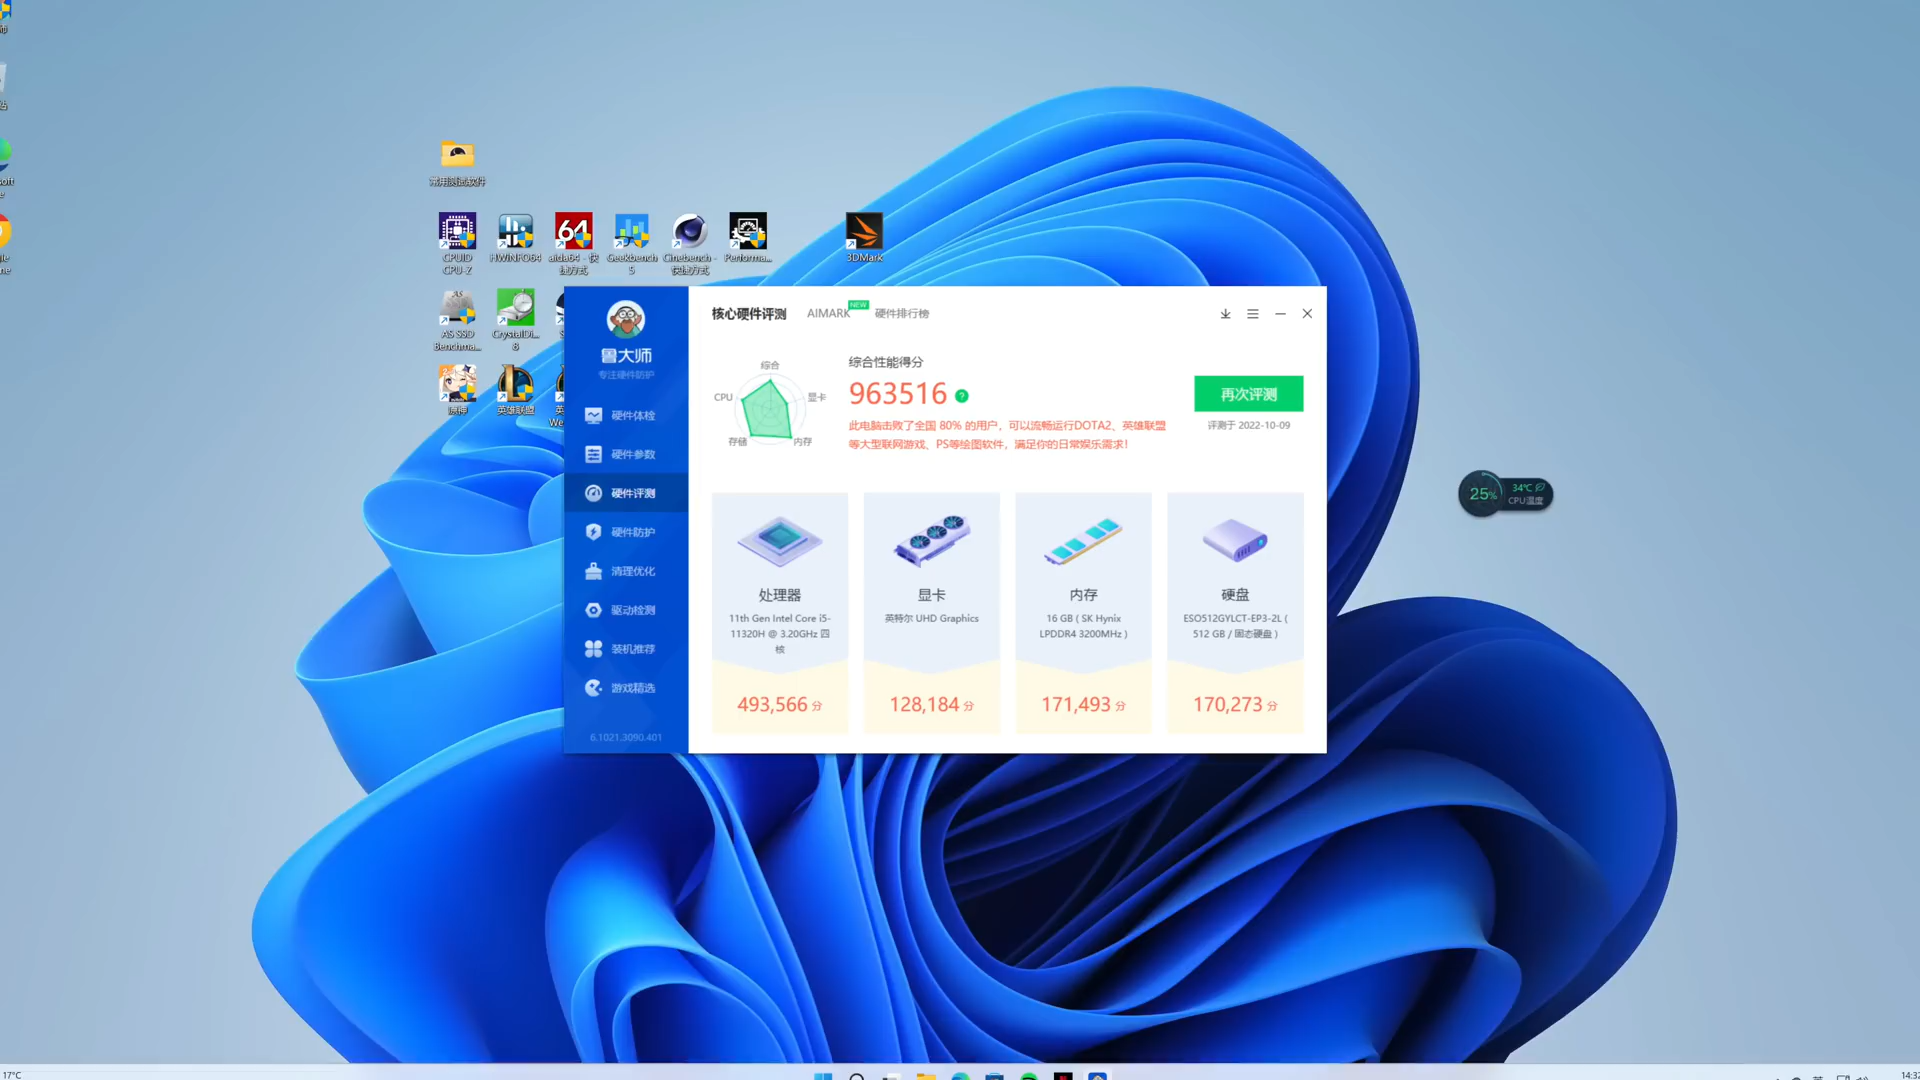 常用测试软件
CPUID
CPU-Z
HWiNFO64
aida64 - 快
捷方式
Geekbench
5
Cinebench -
快捷方式
Performa...
3DMark
AS SSD
Benchma...
CrystalDi...
8
原神
英雄联盟
鲁大师
专注硬件防护
硬件体检
硬件参数
硬件评测
硬件防护
清理优化
驱动检测
装机推荐
游戏精选
6.1021.3090.401
核心硬件评测
AIMARK
NEW
硬件排行榜
综合
CPU
显卡
存储
内存
综合性能得分
963516
此电脑击败了全国 80% 的用户，可以流畅运行DOTA2、英雄联盟
等大型联网游戏、PS等绘图软件，满足你的日常娱乐需求！
再次评测
评测于 2022-10-09
处理器
11th Gen Intel Core i5-
11320H @ 3.20GHz 四
核
493,566 分
显卡
英特尔 UHD Graphics
128,184 分
内存
16 GB ( SK Hynix
LPDDR4 3200MHz )
171,493 分
硬盘
ESO512GYLCT-EP3-2L (
512 GB / 固态硬盘 )
170,273 分
25%
34℃
CPU温度
17°C
14:32